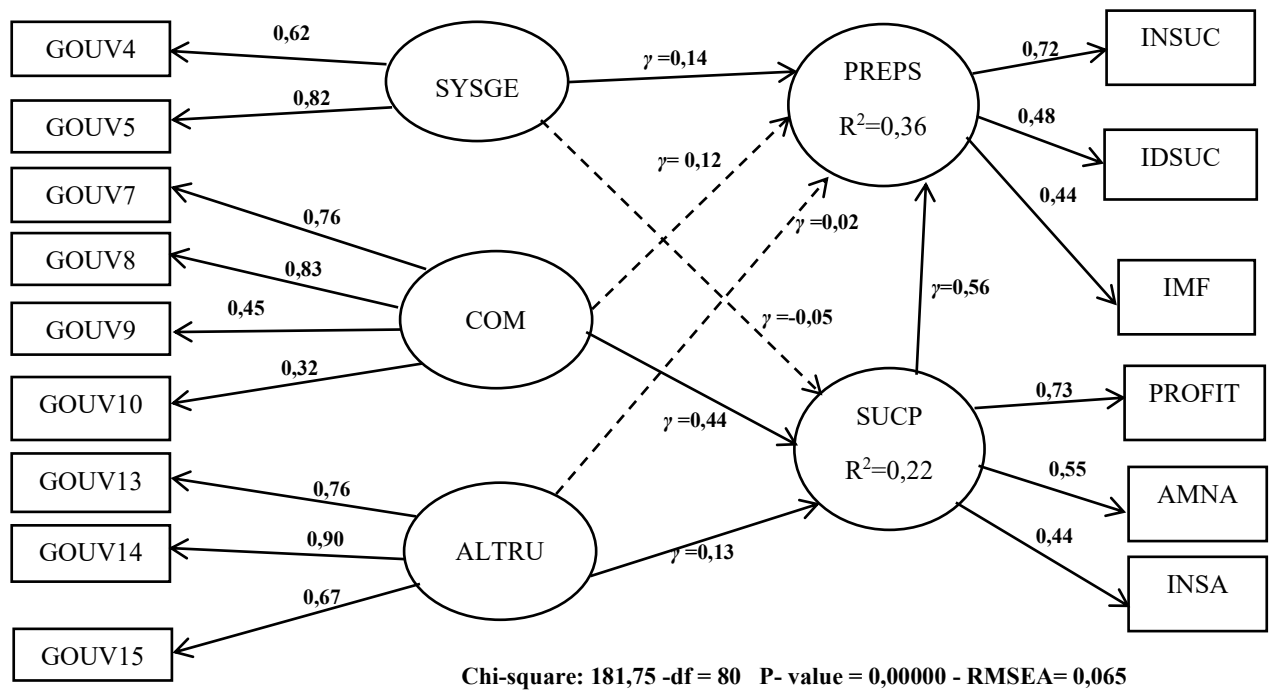 GOUV4
GOUV5
GOUV7
GOUV8
GOUV9
GOUV10
GOUV13
GOUV14
GOUV15
0,62
0,82
0,76
0,83
0,45
0,32
0,76
0,90
0,67
SYSGE
COM
ALTRU
γ =0,14
γ= 0,12
γ =0,02
γ =-0,05
γ =0,44
γ =0,13
γ=0,56
PREPS
R²=0,36
SUCP
R²=0,22
0,72
0,48
0,44
0,73
0,55
0,44
INSUC
IDSUC
IMF
PROFIT
AMNA
INSA
Chi-square: 181,75 -df = 80 P- value = 0,00000 - RMSEA= 0,065